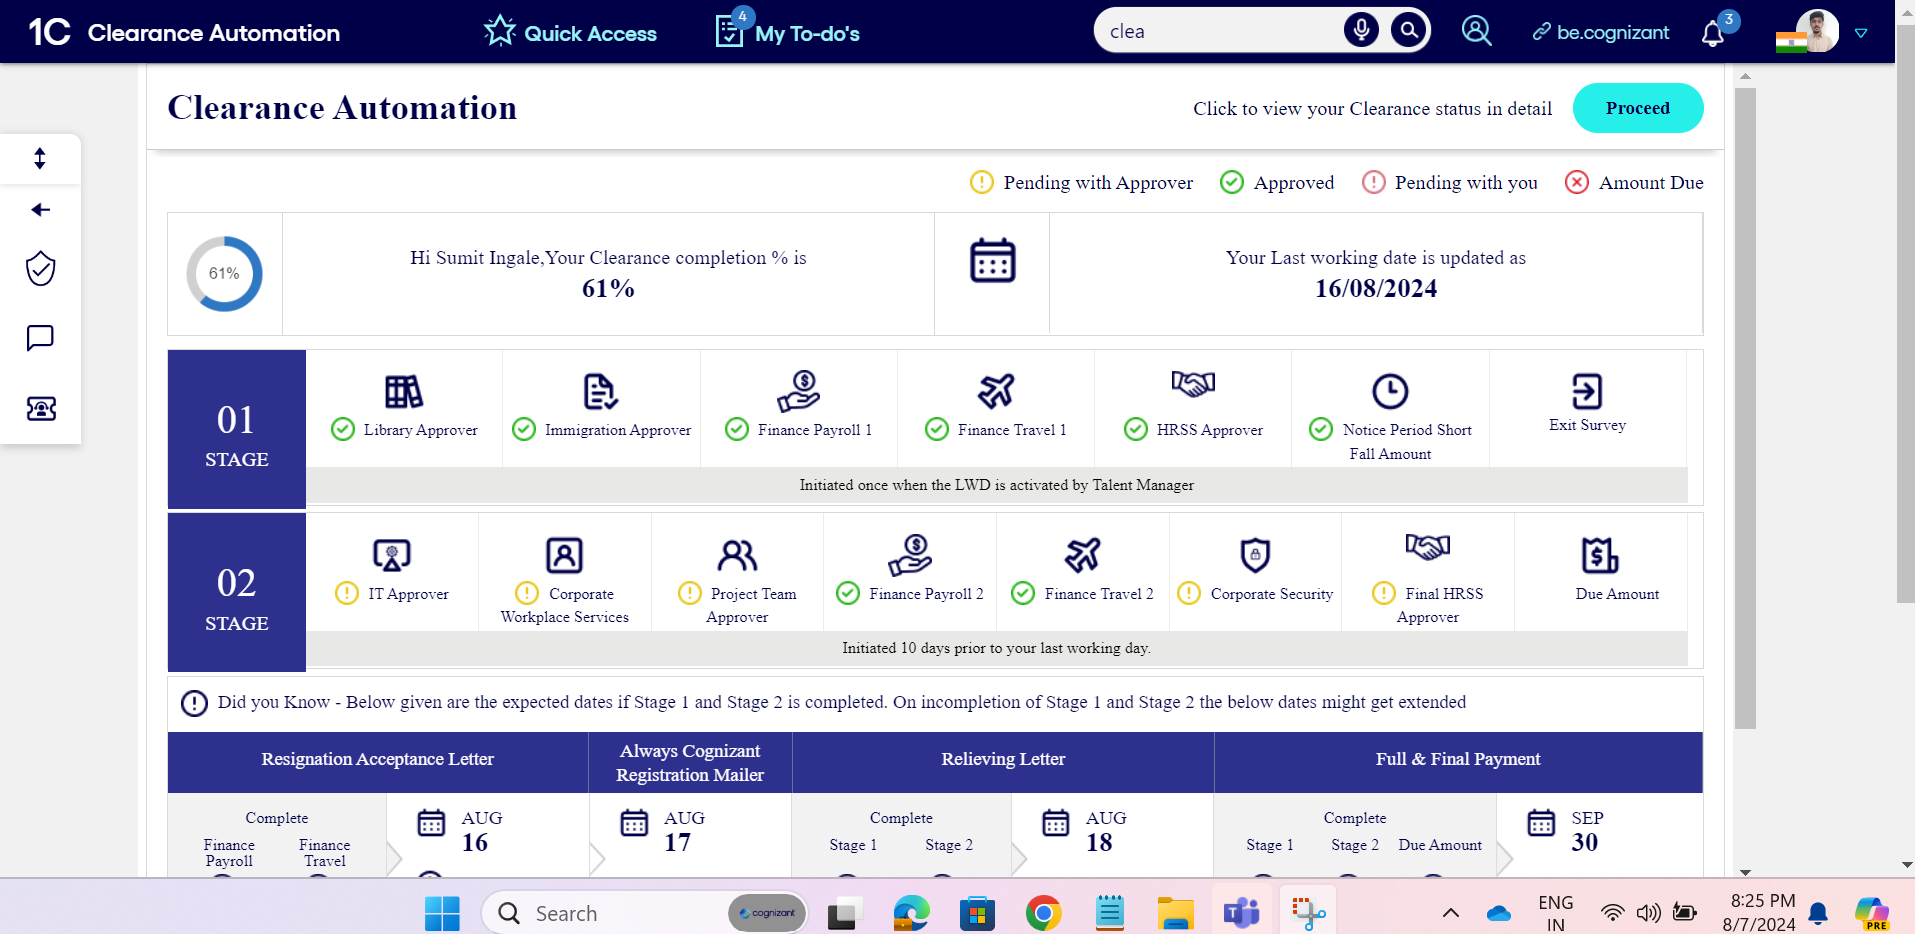 1C Clearance Automation
Quick Access
4
My To-do's
clea
be.cognizant
3
Clearance Automation
Click to view your Clearance status in detail
Proceed
Pending with Approver
Approved
Pending with you
Amount Due
61%
Hi Sumit Ingale,Your Clearance completion % is
61%
Your Last working date is updated as
16/08/2024
01
STAGE
Library Approver
Immigration Approver
Finance Payroll 1
Finance Travel 1
HRSS Approver
Notice Period Short
Fall Amount
Exit Survey
Initiated once when the LWD is activated by Talent Manager
02
STAGE
IT Approver
Corporate
Workplace Services
Project Team
Approver
Finance Payroll 2
Finance Travel 2
Corporate Security
Final HRSS
Approver
Due Amount
Initiated 10 days prior to your last working day.
Did you Know - Below given are the expected dates if Stage 1 and Stage 2 is completed. On incompletion of Stage 1 and Stage 2 the below dates might get extended
Resignation Acceptance Letter
Always Cognizant
Registration Mailer
Relieving Letter
Full & Final Payment
Complete
Finance
Payroll
Finance
Travel
AUG
16
AUG
17
Complete
Stage 1
Stage 2
AUG
18
Complete
Stage 1
Stage 2
Due Amount
SEP
30
Search
cognizant
ENG
IN
8:25 PM
8/7/2024
PRE